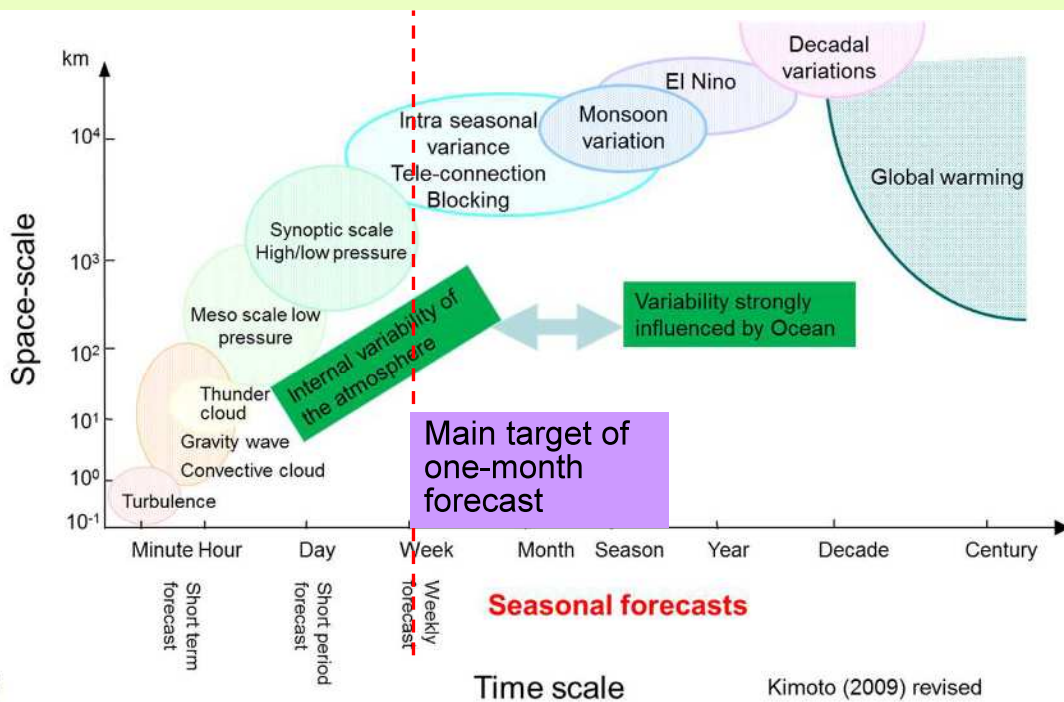 km
Space-scale
10⁴
10³
10²
10¹
10⁰
10⁻¹
Decadal
variations
El Nino
Monsoon
variation
Intra seasonal
variance
Tele-connection
Blocking
Global warming
Synoptic scale
High/low pressure
Meso scale low
pressure
Internal variability of
the atmosphere
Variability strongly
influenced by Ocean
Thunder
cloud
Gravity wave
Convective cloud
Turbulence
Main target of
one-month
forecast
Minute Hour Day Week Month Season Year Decade Century
Short term
forecast
Short period
forecast
Weekly
forecast
Seasonal forecasts
Time scale
Kimoto (2009) revised